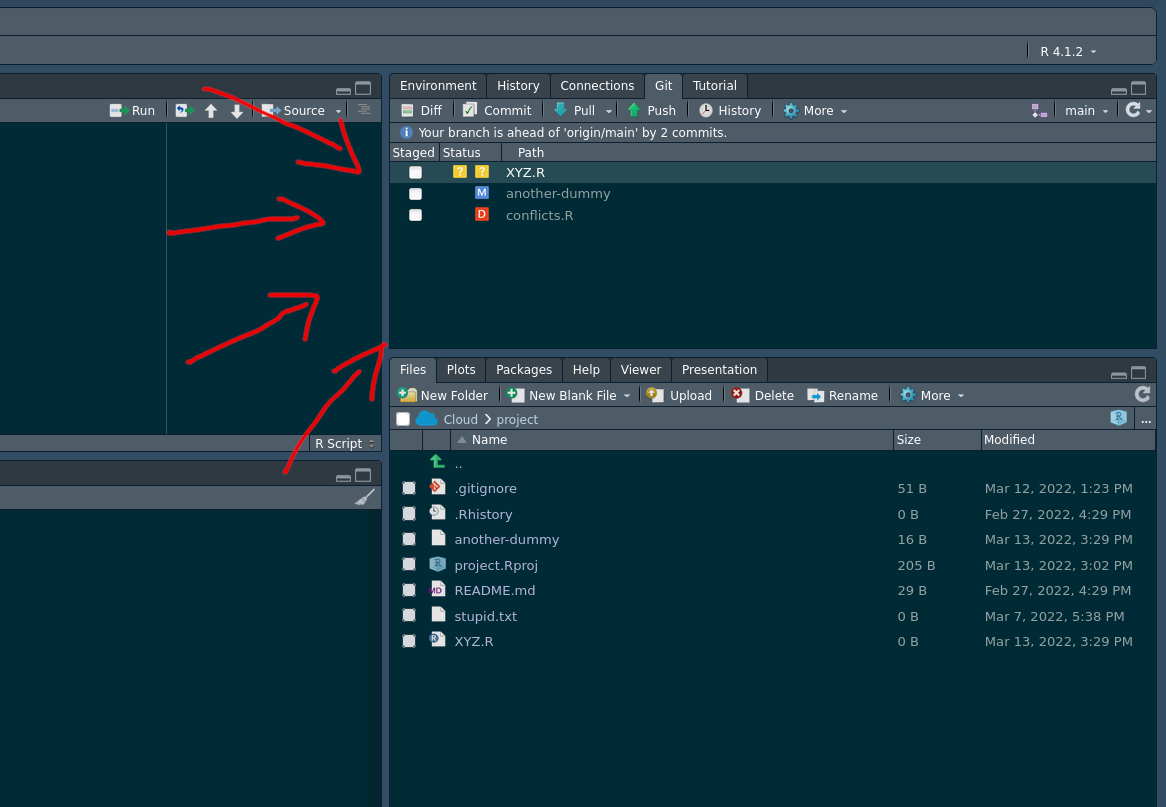 R 4.1.2
Environment History Connections Git Tutorial
Run Source
Diff Commit Pull Push History More main
Your branch is ahead of 'origin/main' by 2 commits.
Staged Status Path
? ? XYZ.R
M another-dummy
D conflicts.R
Files Plots Packages Help Viewer Presentation
New Folder New Blank File Upload Delete Rename More
Cloud project R ...
R Script
Name Size Modified
..
.gitignore 51 B Mar 12, 2022, 1:23 PM
.Rhistory 0 B Feb 27, 2022, 4:29 PM
another-dummy 16 B Mar 13, 2022, 3:29 PM
R project.Rproj 205 B Mar 13, 2022, 3:02 PM
MD README.md 29 B Feb 27, 2022, 4:29 PM
stupid.txt 0 B Mar 7, 2022, 5:38 PM
R XYZ.R 0 B Mar 13, 2022, 3:29 PM